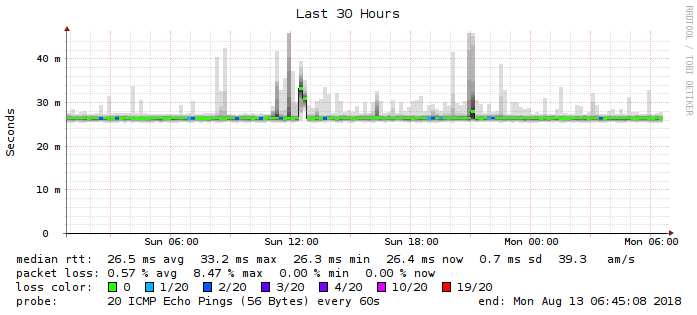 Last 30 Hours
RRDTOOL / TOBI OETIKER
Seconds
40 m
30 m
20 m
10 m
0
Sun 06:00 Sun 12:00 Sun 18:00 Mon 00:00 Mon 06:00
median rtt: 26.5 ms avg 33.2 ms max 26.3 ms min 26.4 ms now 0.7 ms sd 39.3 am/s
packet loss: 0.57 % avg 8.47 % max 0.00 % min 0.00 % now
loss color: 0 1/20 2/20 3/20 4/20 10/20 19/20
probe: 20 ICMP Echo Pings (56 Bytes) every 60s end: Mon Aug 13 06:45:08 2018